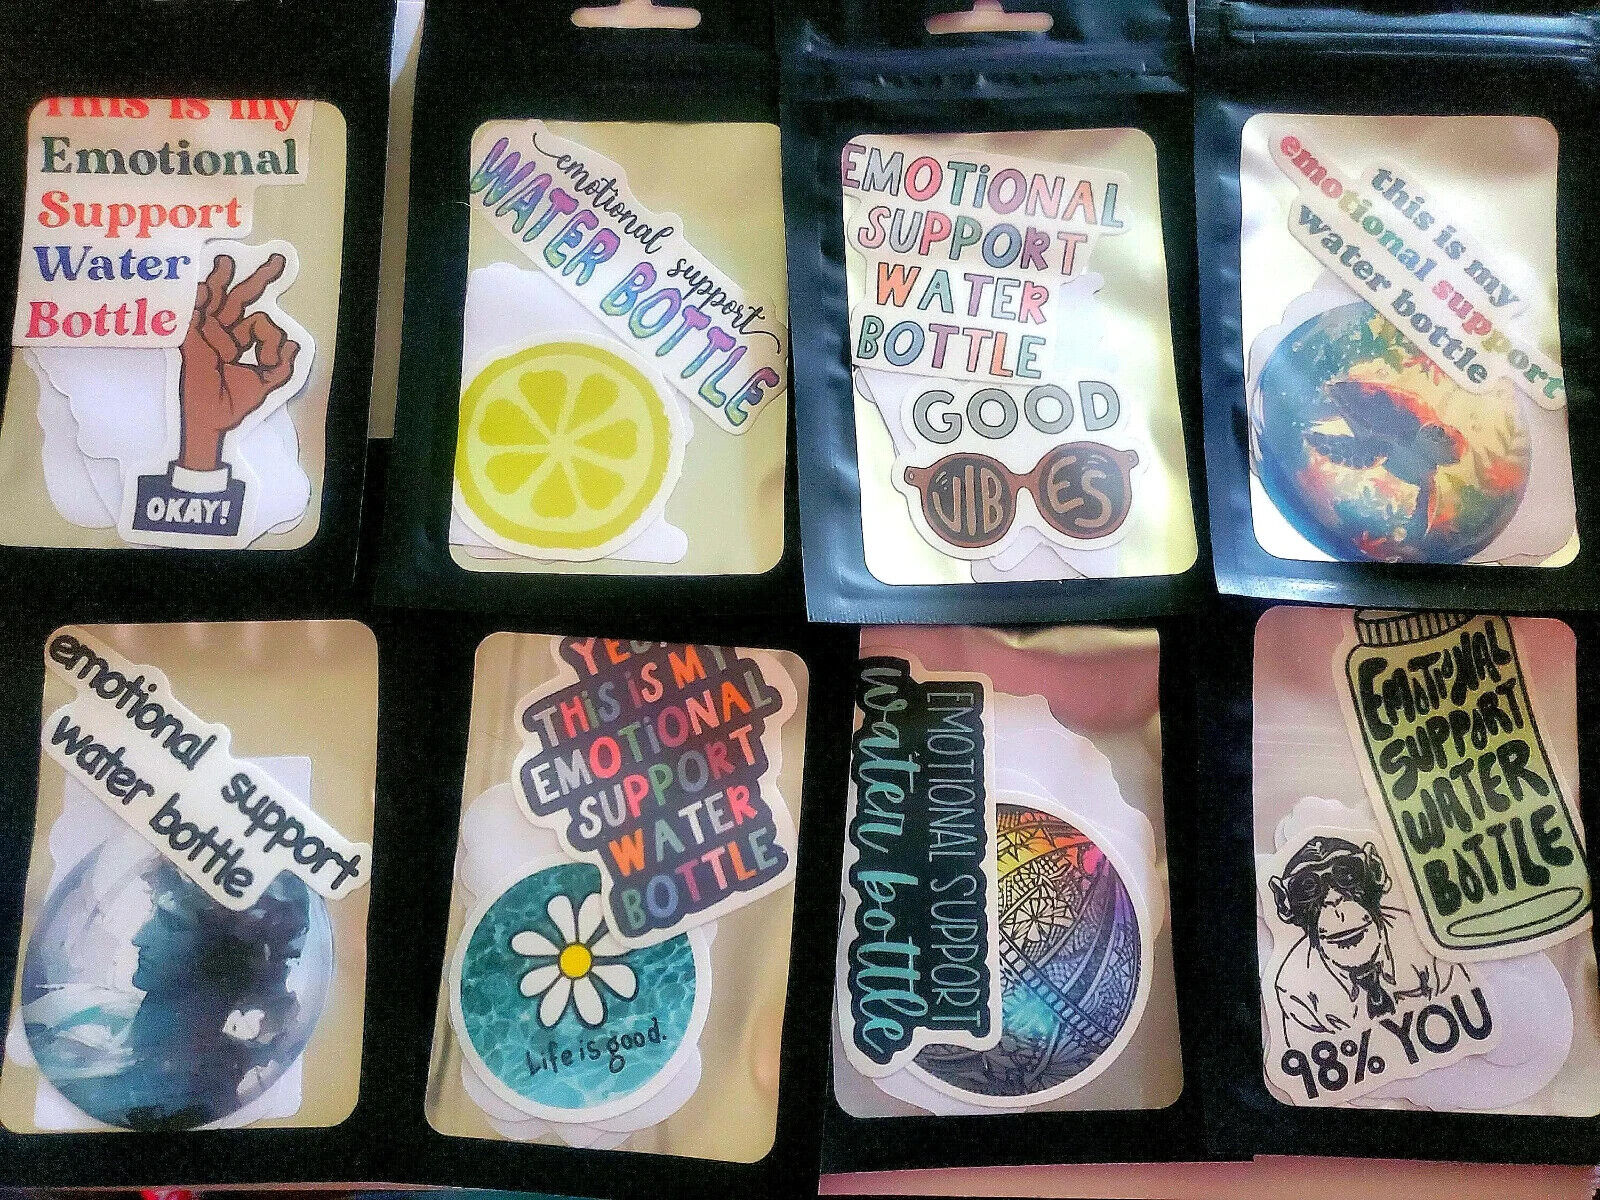 This is my
Emotional
Support
Water
Bottle
OKAY!
emotional support
WATER BOTTLE
EMOTIONAL
SUPPORT
WATER
BOTTLE
GOOD
VIBES
this is my
emotional support
water bottle
emotional support
water bottle
THIS IS MY
EMOTIONAL
SUPPORT
WATER
BOTTLE
Life is good.
EMOTIONAL SUPPORT
water bottle
EMOTIONAL
SUPPORT
WATER
BOTTLE
98% YOU